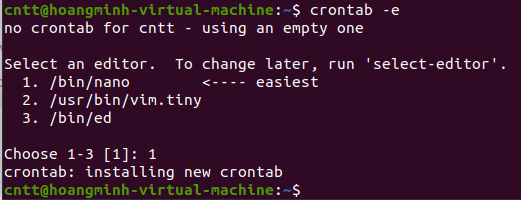 cntt@hoangminh-virtual-machine:~$ crontab -e
no crontab for cntt - using an empty one

Select an editor.  To change later, run 'select-editor'.
  1. /bin/nano        <---- easiest
  2. /usr/bin/vim.tiny
  3. /bin/ed

Choose 1-3 [1]: 1
crontab: installing new crontab
cntt@hoangminh-virtual-machine:~$